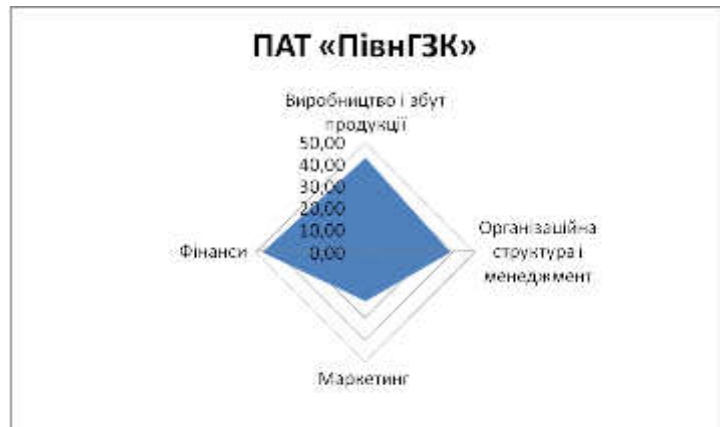 ПАТ «ПівнГЗК»
Виробництво і збут
продукції
50,00
40,00
30,00
20,00
10,00
0,00
Організаційна
структура і
менеджмент
Фінанси
Маркетинг